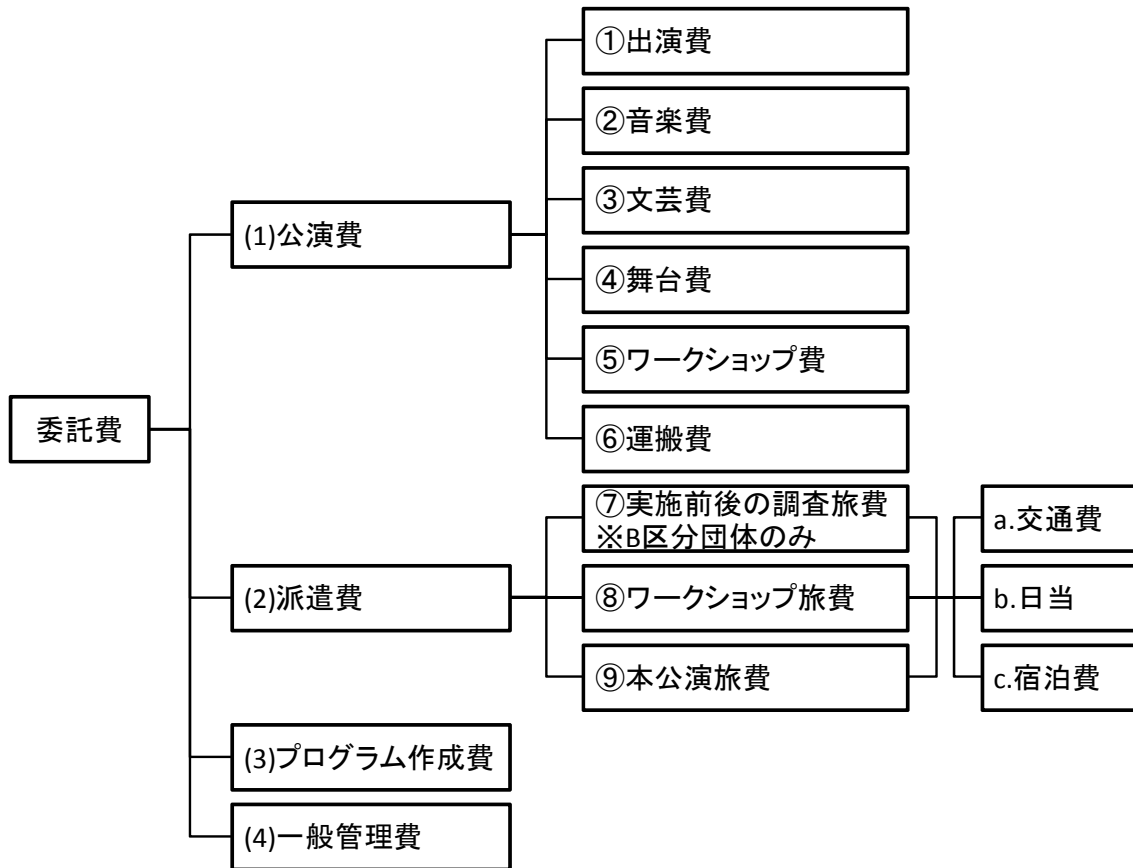 委託費
(1)公演費
①出演費
②音楽費
③文芸費
④舞台費
⑤ワークショップ費
⑥運搬費
(2)派遣費
⑦実施前後の調査旅費
※B区分団体のみ
⑧ワークショップ旅費
⑨本公演旅費
a.交通費
b.日当
c.宿泊費
(3)プログラム作成費
(4)一般管理費